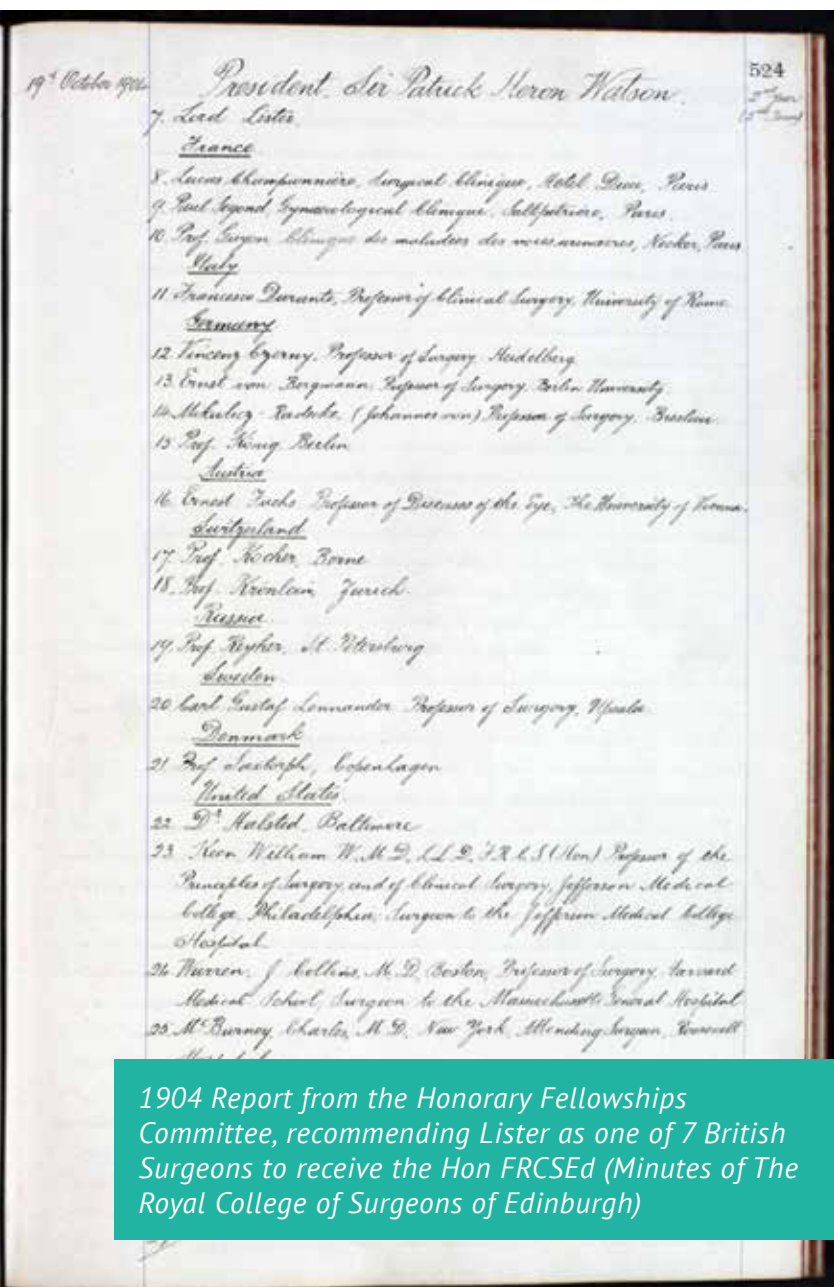 19th October 1904
President. Sir Patrick Heron Watson.
524
2nd Year
7. Lord Lister.
France
8. Lucas Championnière, Surgical Clinique, Hotel Dieu, Paris
9. Paul Segond, Gynaecological Clinique, Salpêtrière, Paris.
10. Prof. Guyon Clinique des maladies des voies urinaires, Necker, Paris
Italy
11. Francesco Durante, Professor of Clinical Surgery, University of Rome
Germany
12. Vincenz Czerny, Professor of Surgery Heidelberg
13. Ernst von Bergmann, Professor of Surgery, Berlin University
14. Mikulicz-Radecke, (Johannes von) Professor of Surgery, Breslau
15. Prof. König Berlin
Austria
16. Ernest Fuchs Professor of Diseases of the Eye, The University of Vienna.
Switzerland
17. Prof. Kocher, Berne
18. Prof. Krönlein, Zurich.
Russia
19. Prof. Reyher, St. Petersburg
Sweden
20. Carl Gustaf Lennander Professor of Surgery, Upsala
Denmark
21. Prof. Saxtorph, Copenhagen
United States.
22. Dr Halsted Baltimore
23. Keen William W. M.D. LL.D. F.R.C.S (Hon) Professor of the
Principles of Surgery, and of Clinical Surgery, Jefferson Medical
College, Philadelphia; Surgeon to the Jefferson Medical College
Hospital
24. Warren, J Collins, M.D. Boston, Professor of Surgery Harvard
Medical School, Surgeon to the Massachusetts General Hospital
25. McBurney, Charles, M.D. New York, Attending Surgeon, Roosevelt
Hospital
1904 Report from the Honorary Fellowships
Committee, recommending Lister as one of 7 British
Surgeons to receive the Hon FRCSEd (Minutes of The
Royal College of Surgeons of Edinburgh)